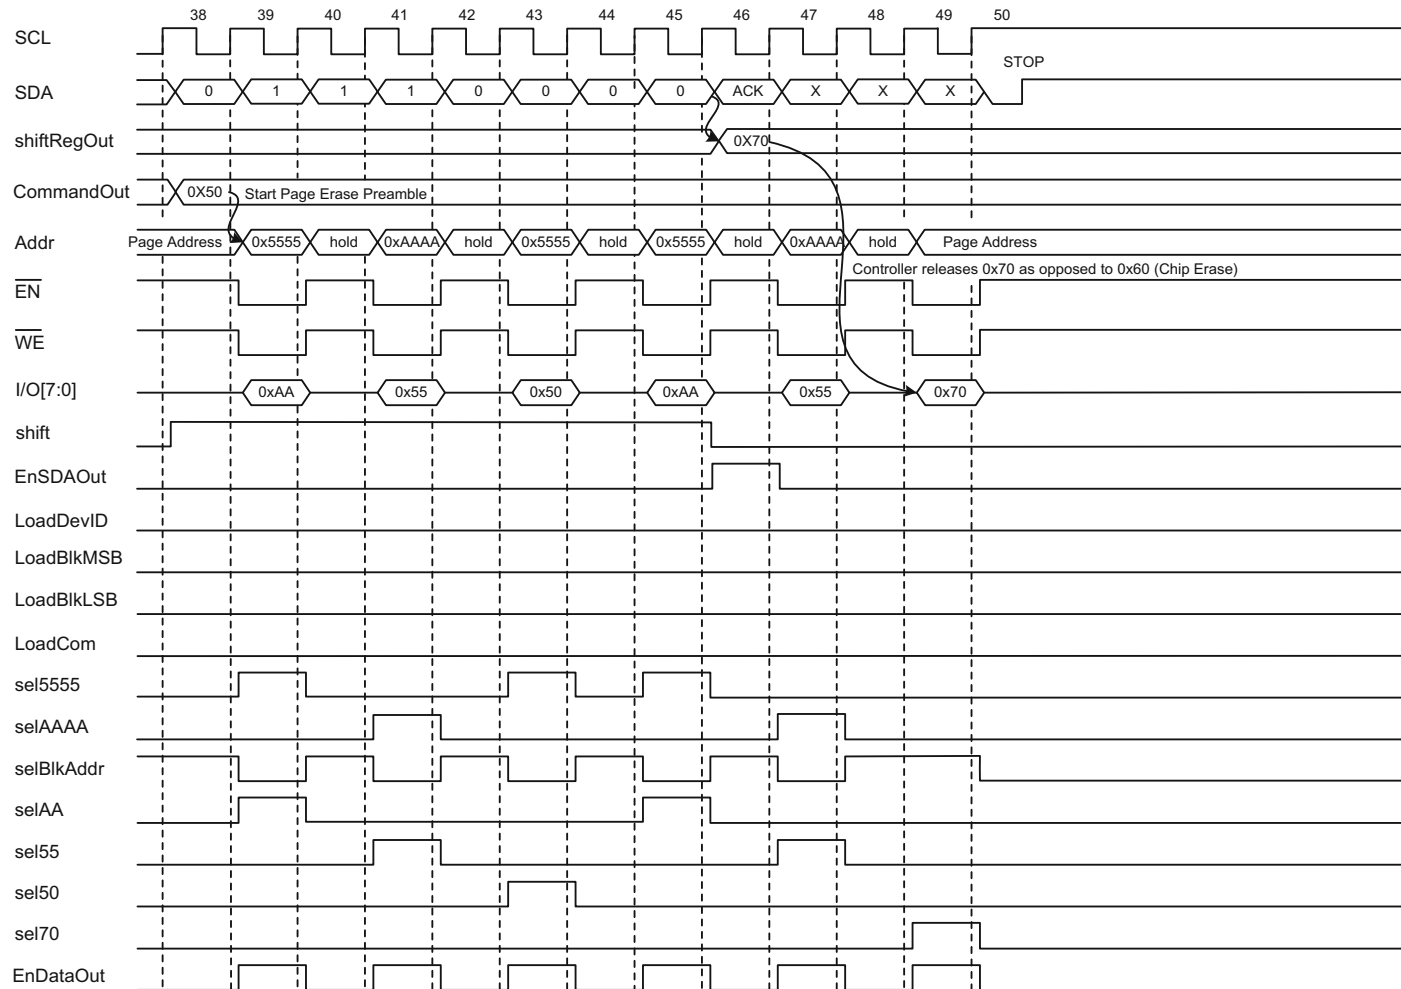 38 39 40 41 42 43 44 45 46 47 48 49 50
SCL
STOP
SDA 0 1 1 1 0 0 0 0 ACK X X X
shiftRegOut 0X70
CommandOut 0X50 Start Page Erase Preamble
Addr Page Address 0x5555 hold 0xAAAA hold 0x5555 hold 0x5555 hold 0xAAAA hold Page Address
Controller releases 0x70 as opposed to 0x60 (Chip Erase)
EN
WE
I/O[7:0] 0xAA 0x55 0x50 0xAA 0x55 0x70
shift
EnSDAOut
LoadDevID
LoadBlkMSB
LoadBlkLSB
LoadCom
sel5555
selAAAA
selBlkAddr
selAA
sel55
sel50
sel70
EnDataOut